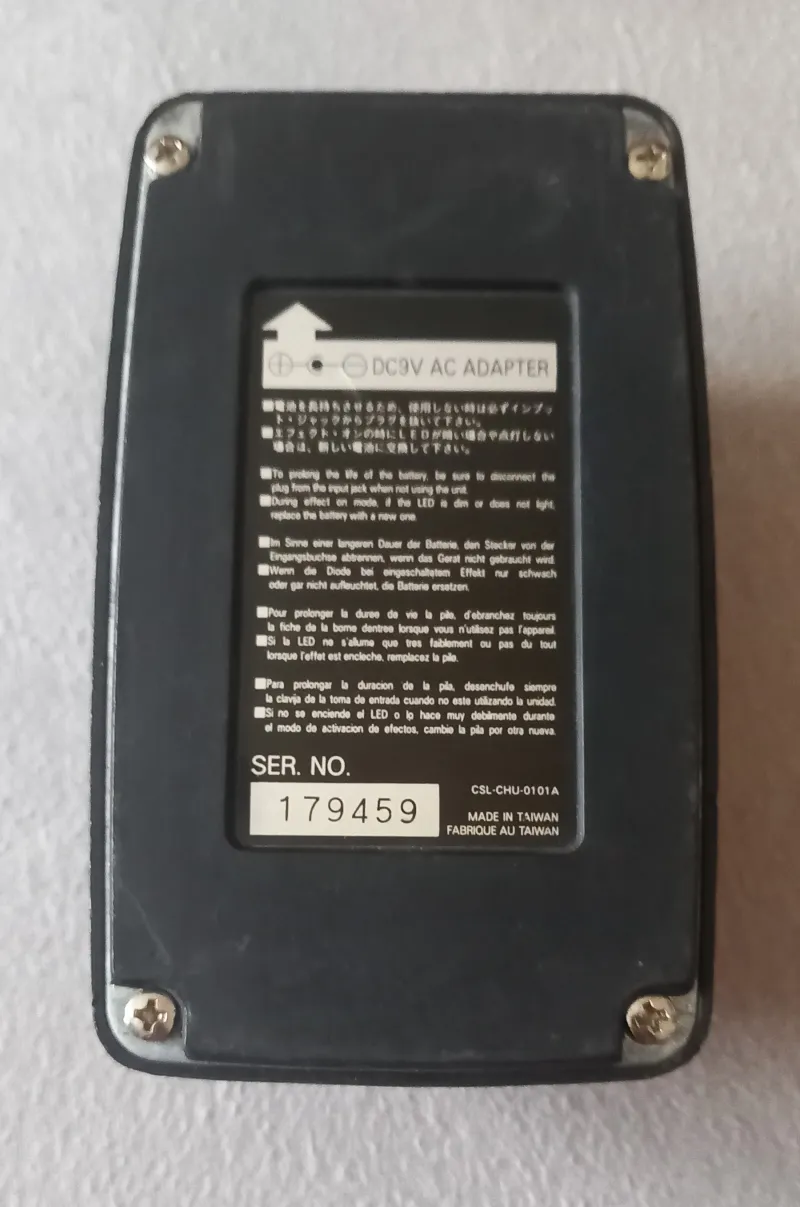 DC9V AC ADAPTER
■電池を長持ちさせるため、使用しない時は必ずインプッ
ト・ジャックからプラグを抜いて下さい。
■エフェクト・オンの時にLEDが暗い場合や点灯しない
場合は、新しい電池に交換して下さい。
■To prolong the life of the battery, be sure to disconnect the
plug from the input jack when not using the unit.
■During effect on mode, if the LED is dim or does not light,
replace the battery with a new one.
■Im Sinne einer langeren Dauer der Batterie, den Stecker von der
Eingangsbuchse abtrennen, wenn das Gerat nicht gebraucht wird.
■Wenn die Diode bei eingeschaltetem Effekt nur schwach
oder gar nicht aufleuchtet, die Batterie ersetzen.
■Pour prolonger la duree de vie la pile, d'ebranchez toujours
la fiche de la borne dentree lorsque vous n'utilisez pas l'appareil.
■Si la LED ne s'allume que tres faiblement ou pas du tout
lorsque l'effet est encleche, remplacez la pile.
■Para prolongar la duracion de la pila, desenchufe siempre
la clavija de la toma de entrada cuando no este utilizando la unidad.
■Si no se enciende el LED o lo hace muy debilmente durante
el modo de activacion de efectos, cambie la pila por otra nueva.
SER. NO.
179459
CSL-CHU-0101A
MADE IN TAIWAN
FABRIQUE AU TAIWAN